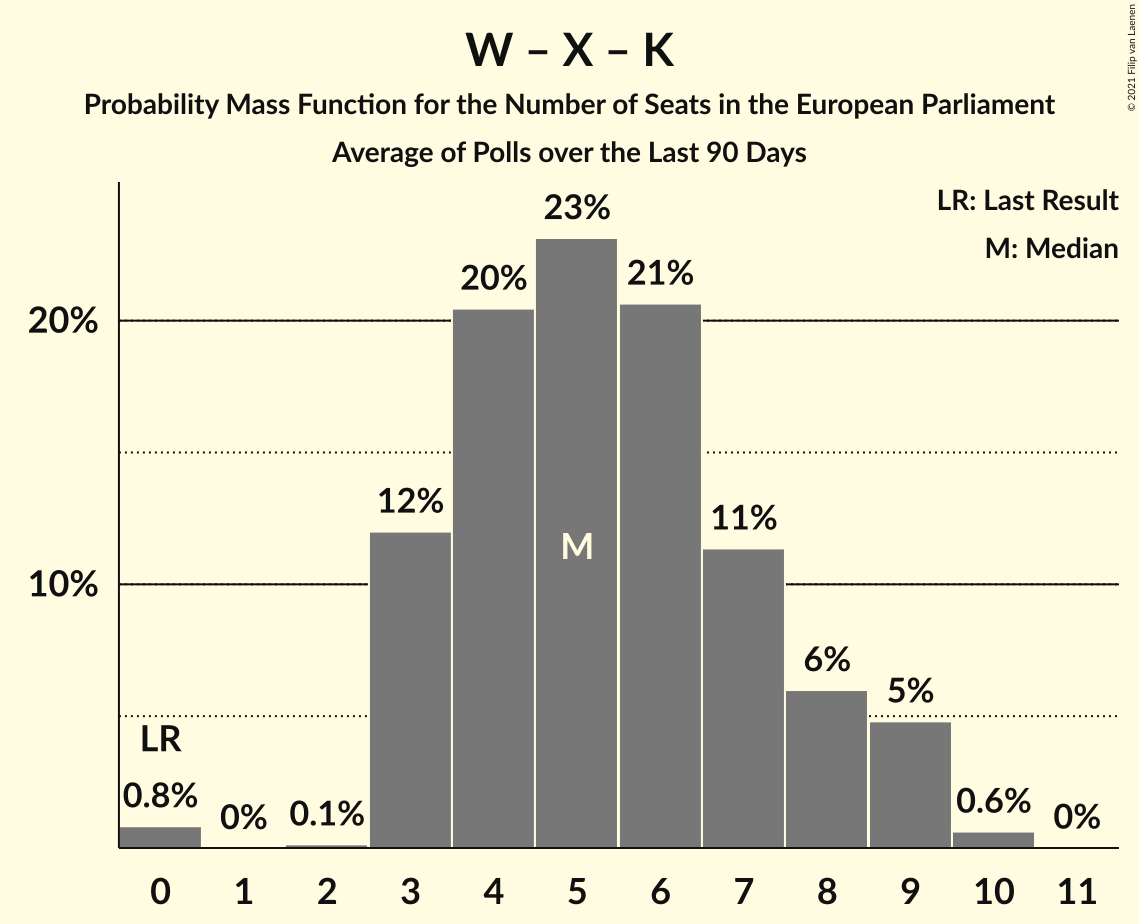 W – X – K
Probability Mass Function for the Number of Seats in the European Parliament
Average of Polls over the Last 90 Days
© 2021 Filip van Laenen
LR: Last Result
M: Median
23%
20%
21%
20%
12%
11%
M
10%
6%
5%
LR
0.8%
0%
0.1%
0.6%
0%
0 1 2 3 4 5 6 7 8 9 10 11